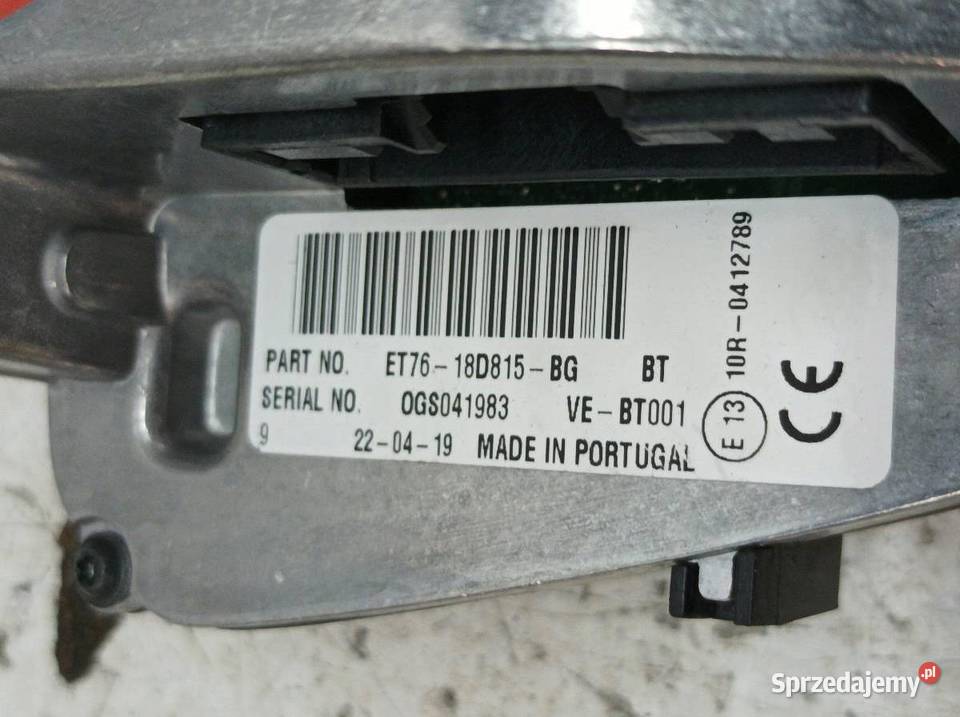 PART NO. ET76-18D815-BG BT
SERIAL NO. OGS041983 VE-BT001
9 22-04-19 MADE IN PORTUGAL
E 13
10R-0412789
CE
Sprzedajemy.pl